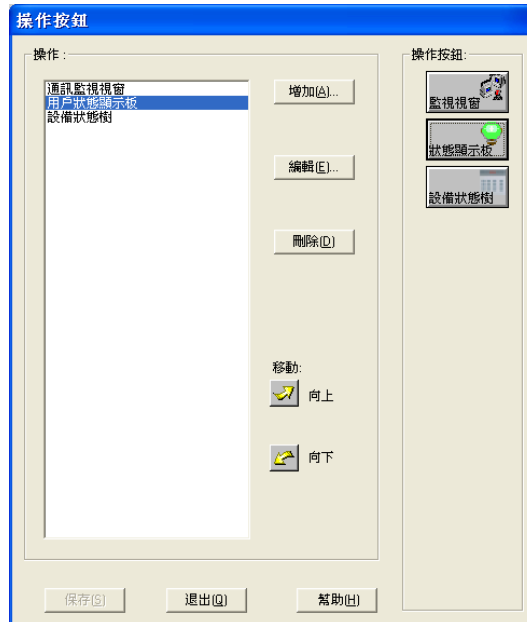 操作按鈕
操作 :
通訊監視視窗
用戶狀態顯示板
設備狀態樹
增加(A)...
編輯(E)...
刪除(D)
移動:
向上
向下
保存(S)
退出(Q)
幫助(H)
操作按鈕:
監視視窗
狀態顯示板
設備狀態樹